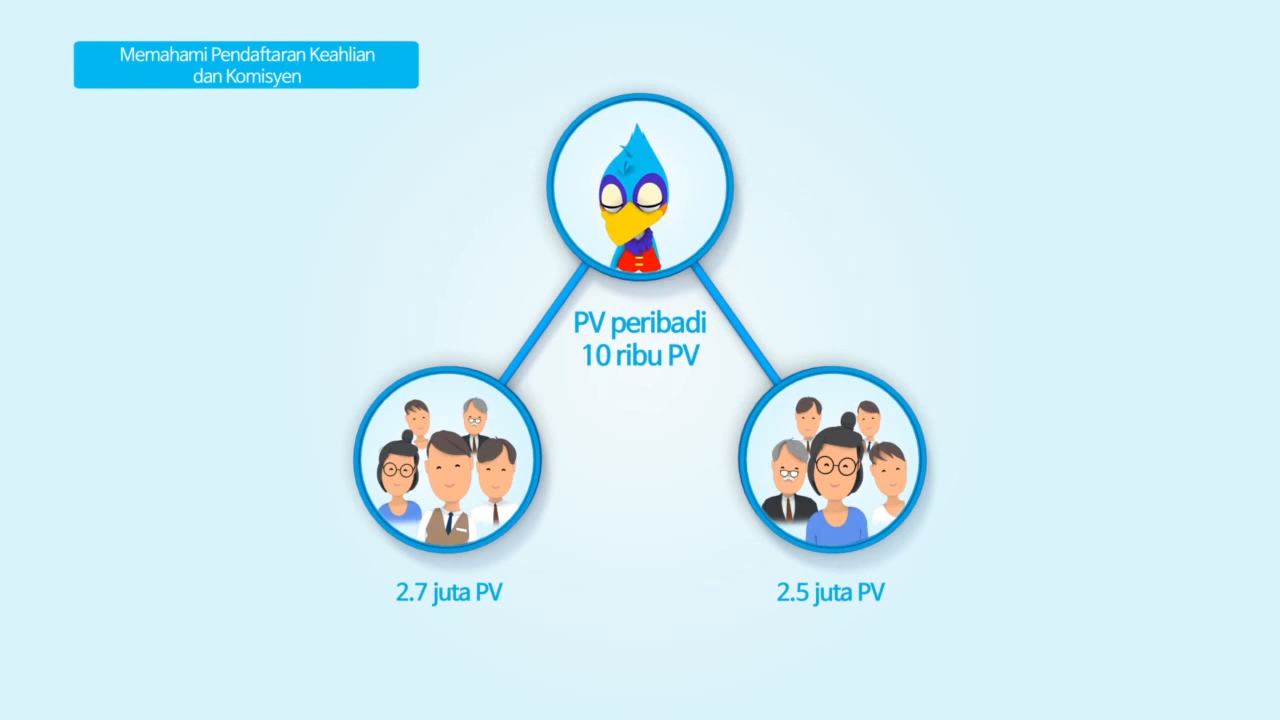 Memahami Pendaftaran Keahlian
dan Komisyen
PV peribadi
10 ribu PV
2.7 juta PV
2.5 juta PV